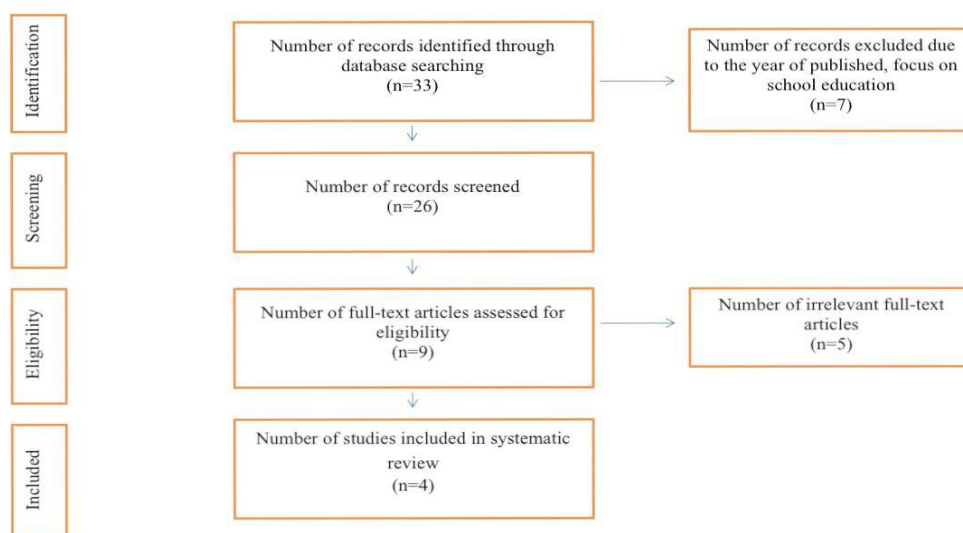 Identification
Number of records identified through
database searching
(n=33)
Number of records excluded due
to the year of published, focus on
school education
(n=7)
Screening
Number of records screened
(n=26)
Eligibility
Number of full-text articles assessed for
eligibility
(n=9)
Number of irrelevant full-text
articles
(n=5)
Included
Number of studies included in systematic
review
(n=4)